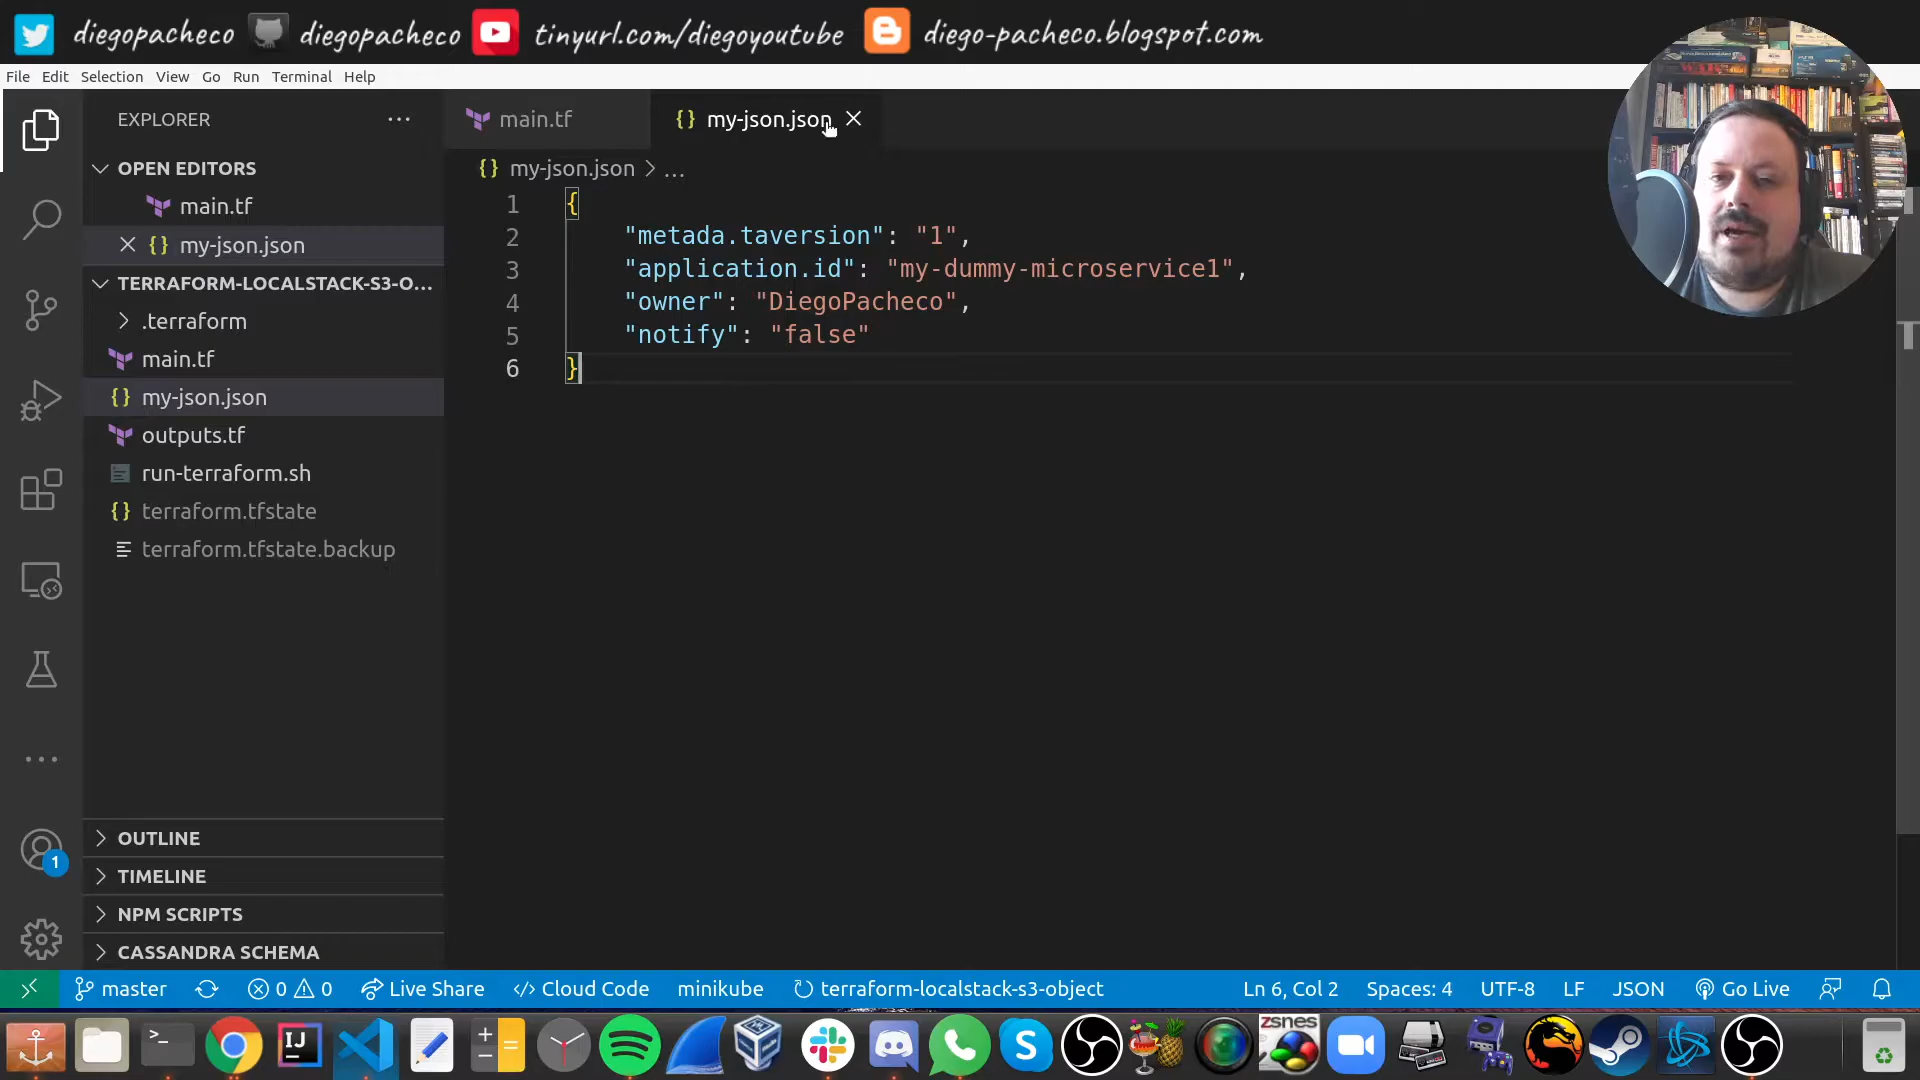 diegopacheco diegopacheco tinyurl.com/diegoyoutube diego-pacheco.blogspot.com
File Edit Selection View Go Run Terminal Help
EXPLORER
OPEN EDITORS
main.tf
my-json.json
TERRAFORM-LOCALSTACK-S3-O...
.terraform
main.tf
my-json.json
outputs.tf
run-terraform.sh
terraform.tfstate
terraform.tfstate.backup
OUTLINE
TIMELINE
NPM SCRIPTS
CASSANDRA SCHEMA
1
main.tf my-json.json
my-json.json > ...
1 {
2 "metada.taversion": "1",
3 "application.id": "my-dummy-microservice1",
4 "owner": "DiegoPacheco",
5 "notify": "false"
6 }
master 0 0 Live Share Cloud Code minikube terraform-localstack-s3-object Ln 6, Col 2 Spaces: 4 UTF-8 LF JSON Go Live
IJ
zsnes